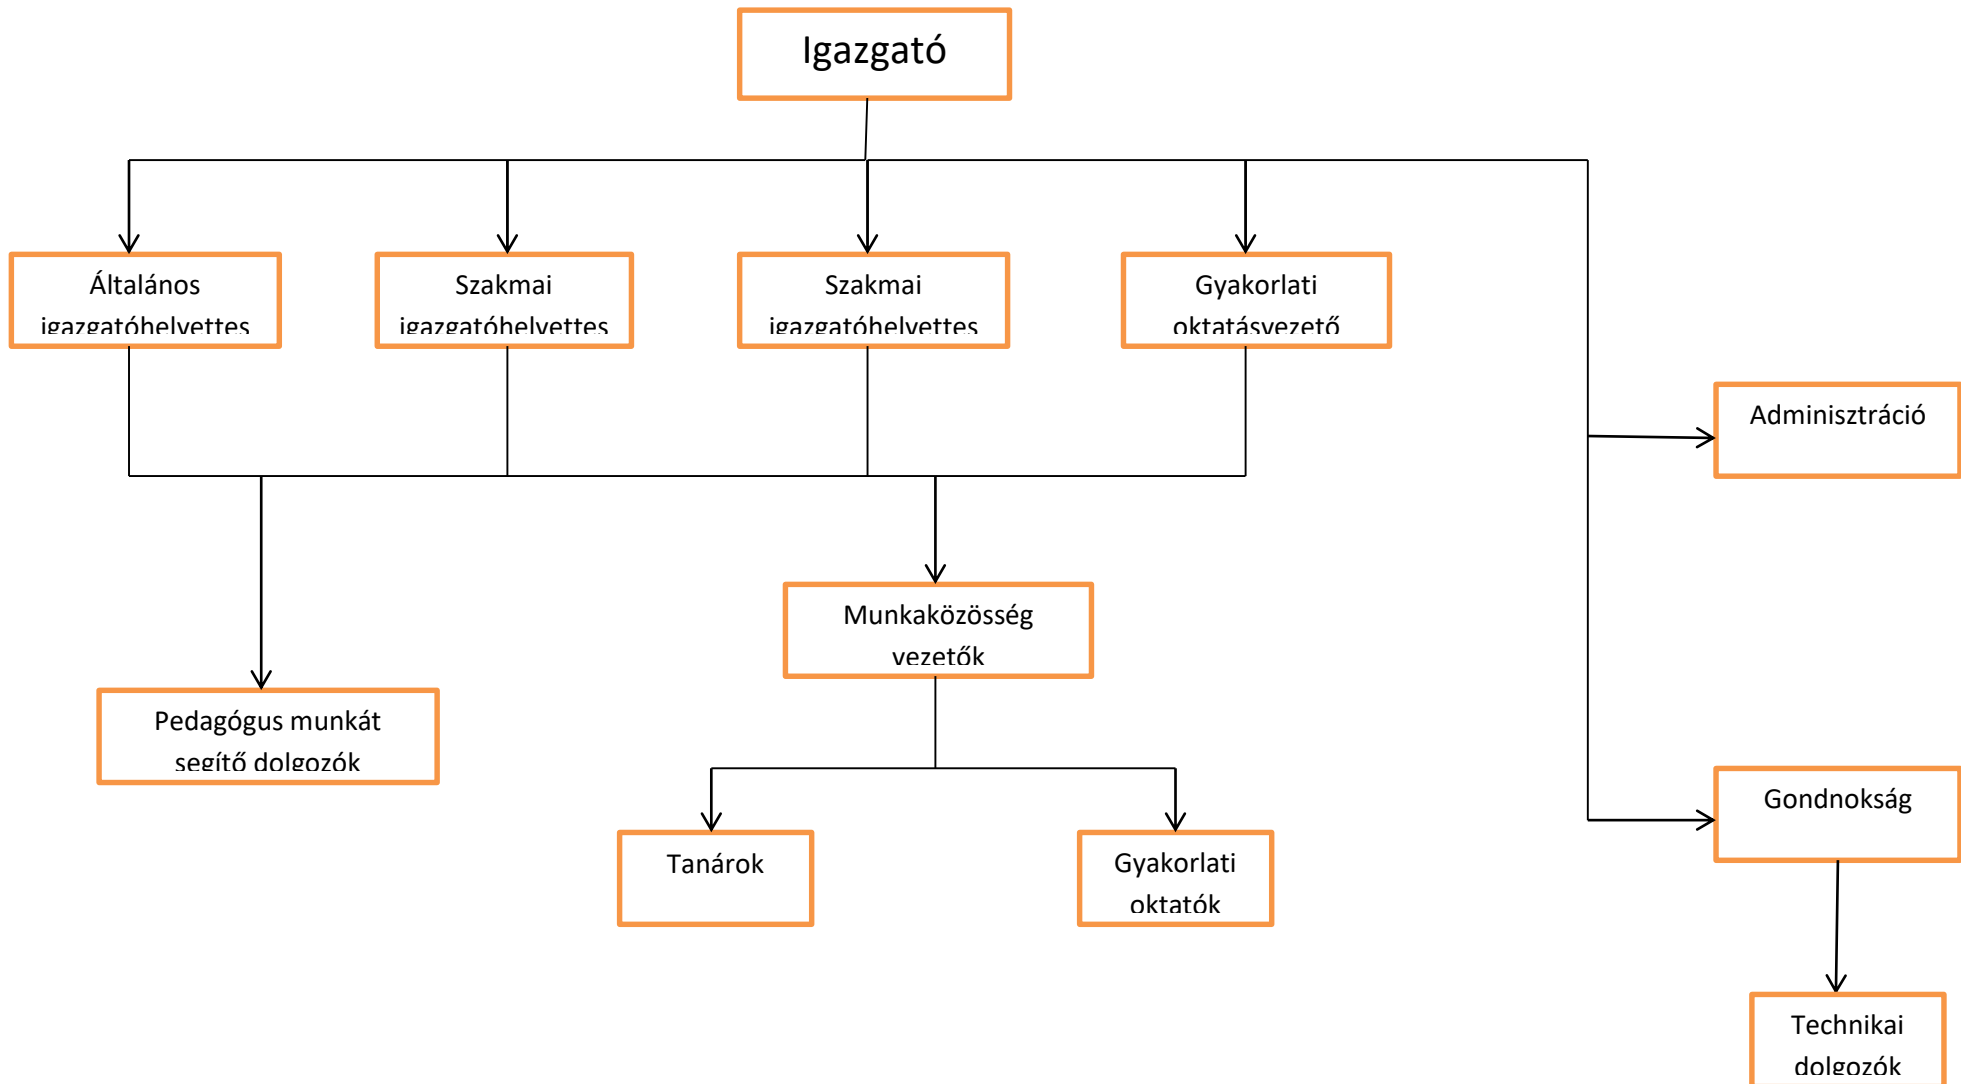 Igazgató
Általános
igazgatóhelyettes
Szakmai
igazgatóhelyettes
Szakmai
igazgatóhelyettes
Gyakorlati
oktatásvezető
Adminisztráció
Munkaközösség
vezetők
Pedagógus munkát
segítő dolgozók
Gondnokság
Tanárok
Gyakorlati
oktatók
Technikai
dolgozók